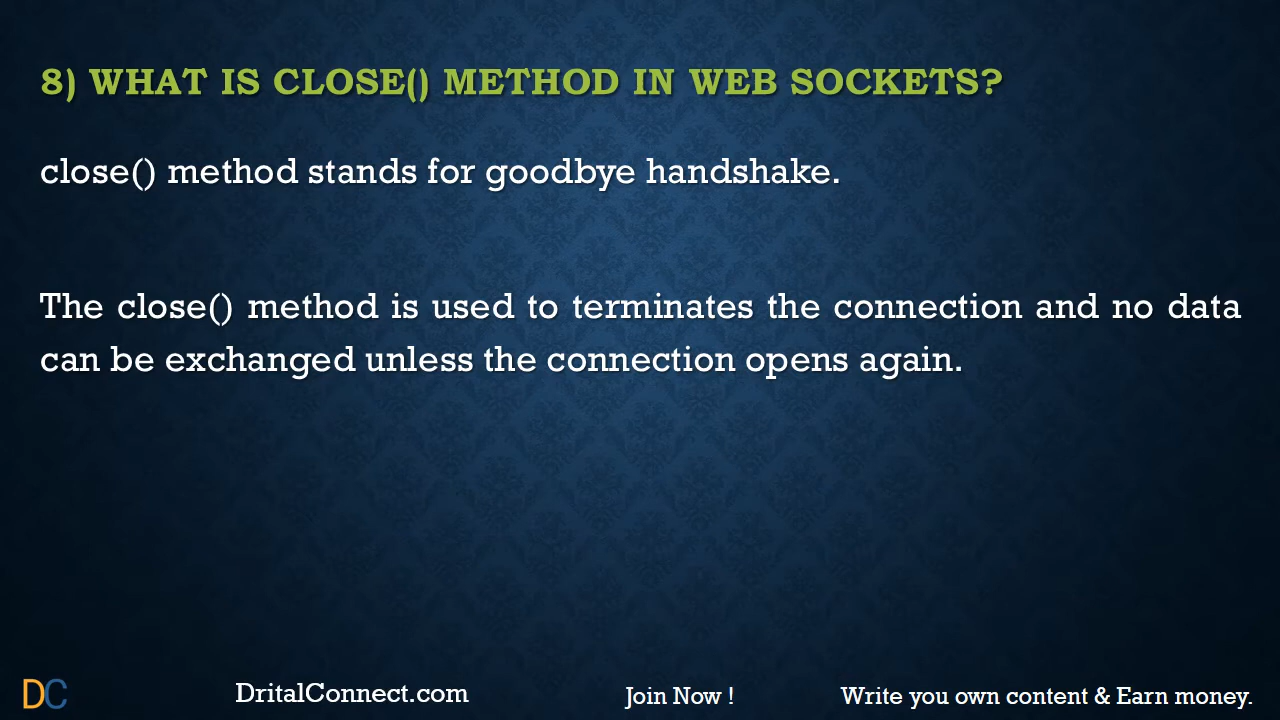 8) WHAT IS CLOSE() METHOD IN WEB SOCKETS?
close() method stands for goodbye handshake.
The close() method is used to terminates the connection and no data
can be exchanged unless the connection opens again.
DC
DritalConnect.com
Join Now !
Write you own content & Earn money.